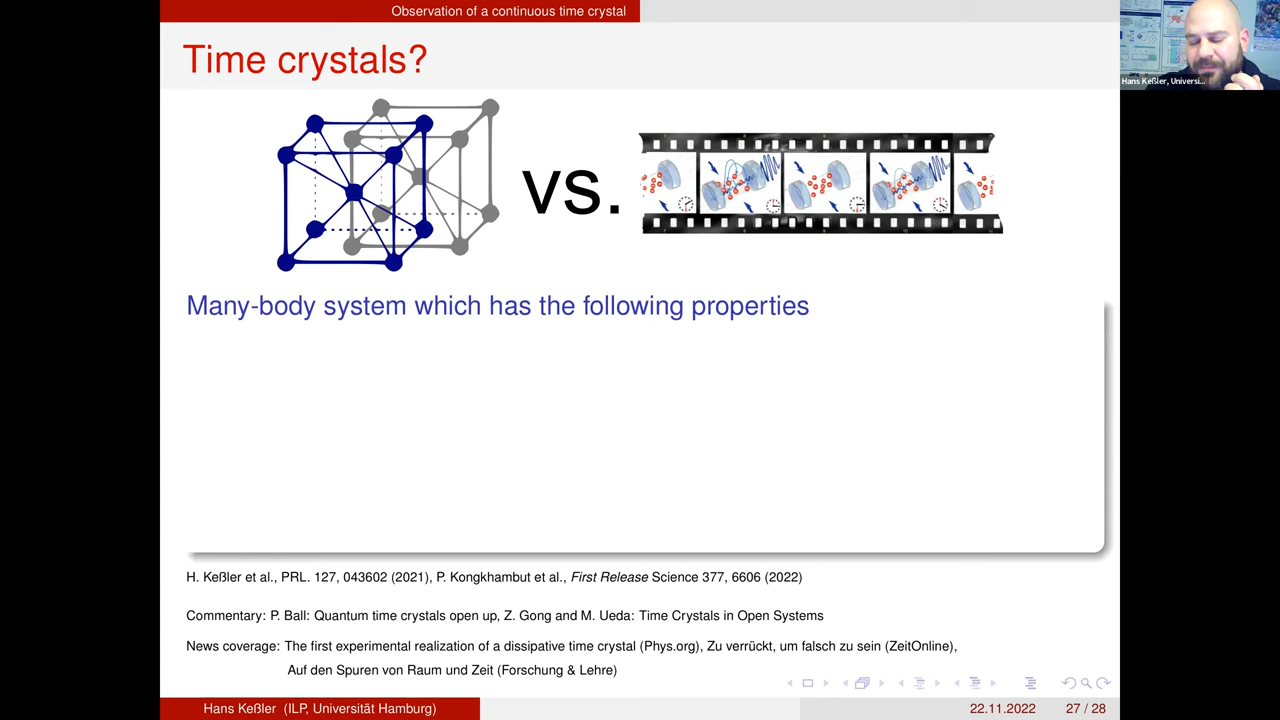 Observation of a continuous time crystal
Time crystals?
vs.
Many-body system which has the following properties
H. Keßler et al., PRL. 127, 043602 (2021), P. Kongkhambut et al., First Release Science 377, 6606 (2022)
Commentary: P. Ball: Quantum time crystals open up, Z. Gong and M. Ueda: Time Crystals in Open Systems
News coverage: The first experimental realization of a dissipative time crystal (Phys.org), Zu verrückt, um falsch zu sein (ZeitOnline),
Auf den Spuren von Raum und Zeit (Forschung & Lehre)
Hans Keßler (ILP, Universität Hamburg)
22.11.2022
27 / 28
Hans Keßler, Universi...